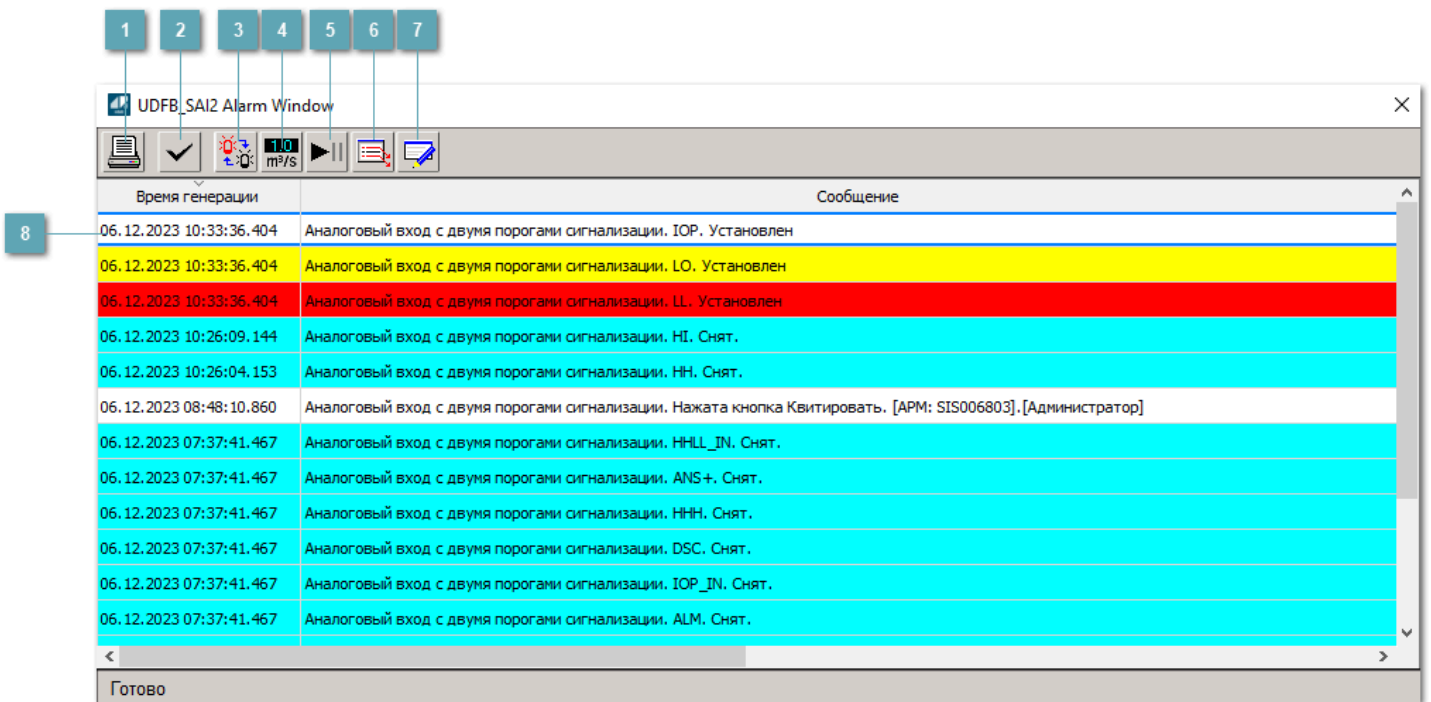 1 2 3 4 5 6 7
UDFB_SAI2 Alarm Window
1.0
m³/s
Время генерации Сообщение
8
06.12.2023 10:33:36.404 Аналоговый вход с двумя порогами сигнализации. IOP. Установлен
06.12.2023 10:33:36.404 Аналоговый вход с двумя порогами сигнализации. LO. Установлен
06.12.2023 10:33:36.404 Аналоговый вход с двумя порогами сигнализации. LL. Установлен
06.12.2023 10:26:09.144 Аналоговый вход с двумя порогами сигнализации. HI. Снят.
06.12.2023 10:26:04.153 Аналоговый вход с двумя порогами сигнализации. HH. Снят.
06.12.2023 08:48:10.860 Аналоговый вход с двумя порогами сигнализации. Нажата кнопка Квитировать. [АРМ: SIS006803].[Администратор]
06.12.2023 07:37:41.467 Аналоговый вход с двумя порогами сигнализации. HHLL_IN. Снят.
06.12.2023 07:37:41.467 Аналоговый вход с двумя порогами сигнализации. ANS+. Снят.
06.12.2023 07:37:41.467 Аналоговый вход с двумя порогами сигнализации. HHH. Снят.
06.12.2023 07:37:41.467 Аналоговый вход с двумя порогами сигнализации. DSC. Снят.
06.12.2023 07:37:41.467 Аналоговый вход с двумя порогами сигнализации. IOP_IN. Снят.
06.12.2023 07:37:41.467 Аналоговый вход с двумя порогами сигнализации. ALM. Снят.
Готово